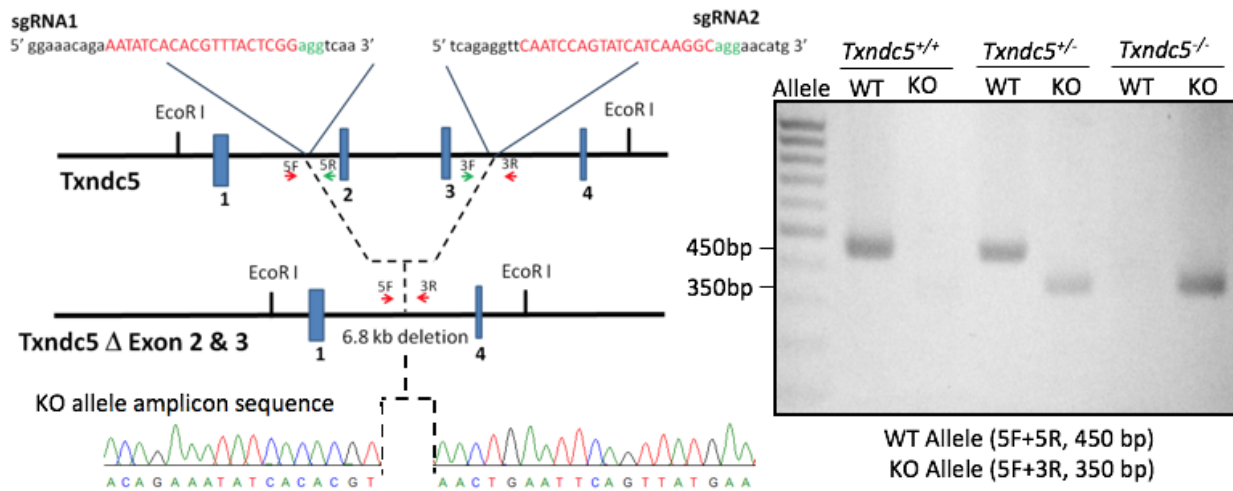 sgRNA1
5’ ggaaacagaAATATCACACGTTTACTCGGaggtcaa 3’
sgRNA2
5’ tcagaggttCAATCCAGTATCATCAAGGCaggaacatg 3’
EcoR I
EcoR I
5F 5R 3F 3R
Txndc5
1 2 3 4
EcoR I
EcoR I
5F 3R
Txndc5 Δ Exon 2 & 3
1 6.8 kb deletion 4
KO allele amplicon sequence
A C A G A A A T A T C A C A C G T A A C T G A A T T C A G T T A T G A A
Txndc5+/+ Txndc5+/- Txndc5-/-
Allele WT KO WT KO WT KO
450bp
350bp
WT Allele (5F+5R, 450 bp)
KO Allele (5F+3R, 350 bp)